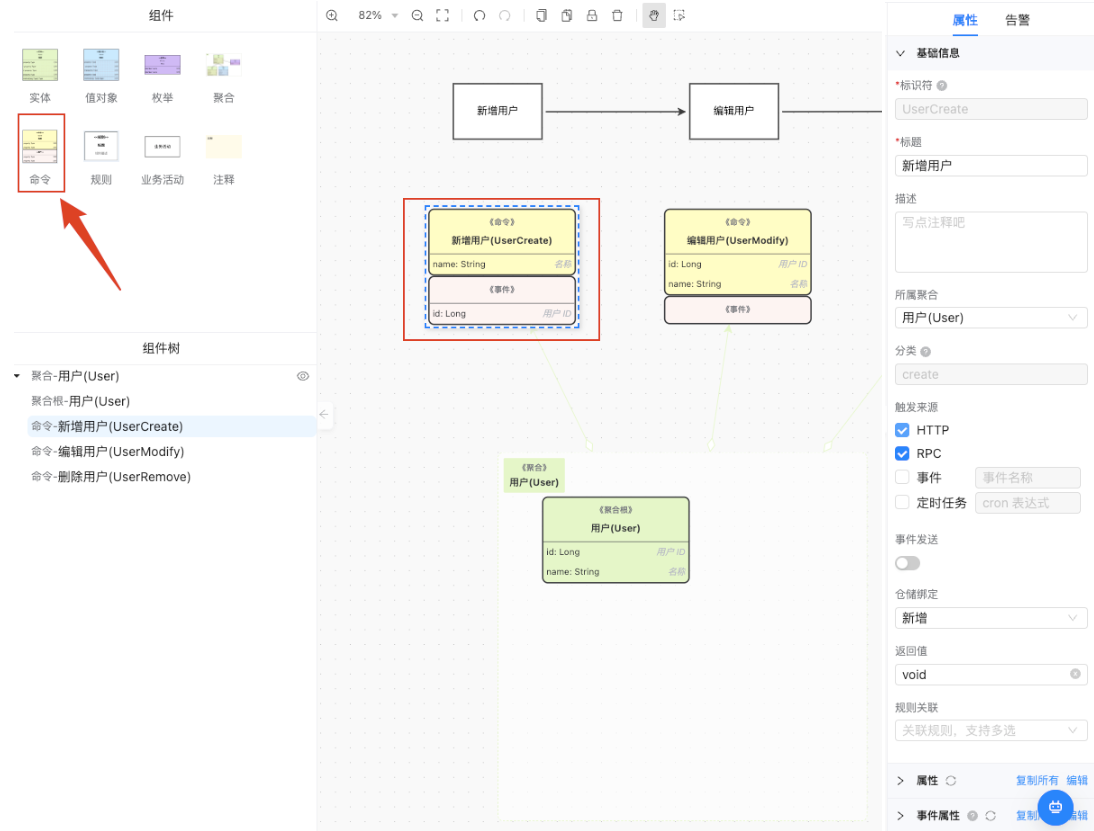 组件
实体
值对象
枚举
聚合
命令
规则
业务活动
注释
组件树
聚合-用户(User)
聚合根-用户(User)
命令-新增用户(UserCreate)
命令-编辑用户(UserModify)
命令-删除用户(UserRemove)
82%
新增用户
编辑用户
《命令》
新增用户(UserCreate)
name: String 名称
《事件》
id: Long 用户 ID
《命令》
编辑用户(UserModify)
id: Long 用户 ID
name: String 名称
《事件》
《聚合》
用户(User)
《聚合根》
用户(User)
id: Long 用户 ID
name: String 名称
属性 告警
基础信息
*标识符
UserCreate
*标题
新增用户
描述
写点注释吧
所属聚合
用户(User)
分类
create
触发来源
HTTP
RPC
事件 事件名称
定时任务 cron 表达式
事件发送
仓储绑定
新增
返回值
void
规则关联
关联规则，支持多选
属性 复制所有 编辑
事件属性 复制 编辑